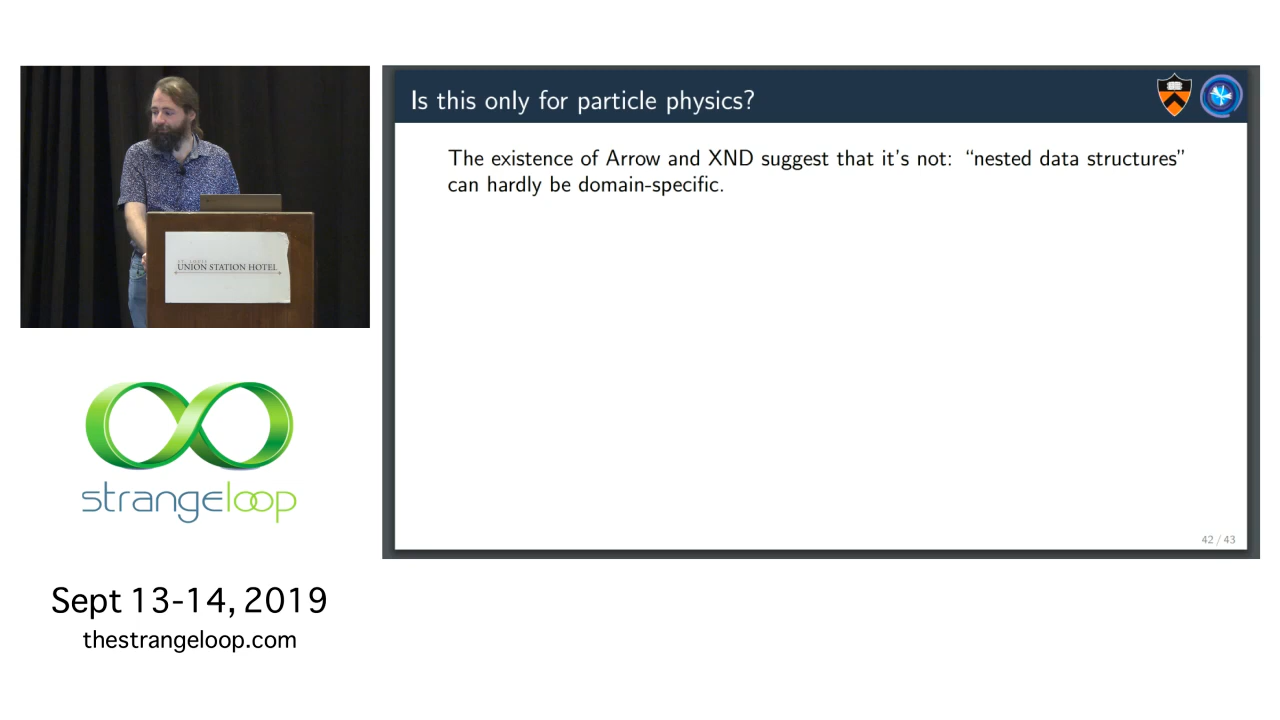 Is this only for particle physics?
The existence of Arrow and XND suggest that it's not: “nested data structures”
can hardly be domain-specific.
42 / 43
UNION STATION HOTEL
strangeloop
Sept 13-14, 2019
thestrangeloop.com